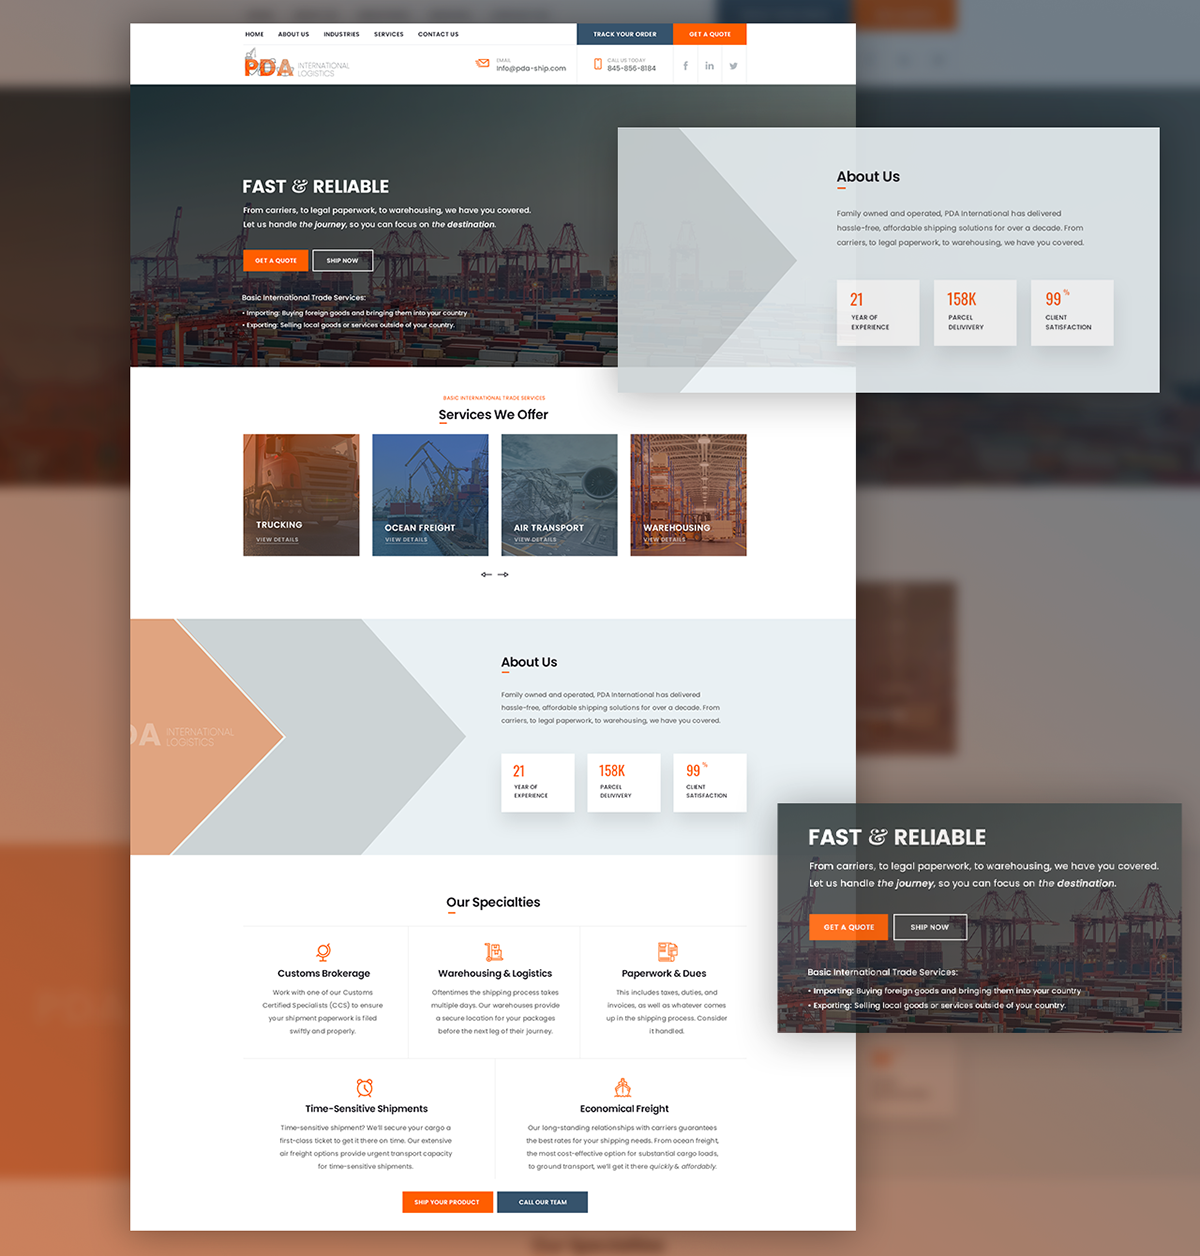 HOME ABOUT US INDUSTRIES SERVICES CONTACT US TRACK YOUR ORDER GET A QUOTE
PDA INTERNATIONAL LOGISTICS
EMAIL
info@pda-ship.com
CALL US TODAY
845-856-8184
FAST & RELIABLE
From carriers, to legal paperwork, to warehousing, we have you covered.
Let us handle the journey, so you can focus on the destination.
GET A QUOTE SHIP NOW
Basic International Trade Services:
• Importing: Buying foreign goods and bringing them into your country
• Exporting: Selling local goods or services outside of your country.
About Us
Family owned and operated, PDA International has delivered
hassle-free, affordable shipping solutions for over a decade. From
carriers, to legal paperwork, to warehousing, we have you covered.
21
YEAR OF
EXPERIENCE
158K
PARCEL
DELIVIVERY
99%
CLIENT
SATISFACTION
BASIC INTERNATIONAL TRADE SERVICES
Services We Offer
TRUCKING
VIEW DETAILS
OCEAN FREIGHT
VIEW DETAILS
AIR TRANSPORT
VIEW DETAILS
WAREHOUSING
VIEW DETAILS
DA INTERNATIONAL
LOGISTICS
About Us
Family owned and operated, PDA International has delivered
hassle-free, affordable shipping solutions for over a decade. From
carriers, to legal paperwork, to warehousing, we have you covered.
21
YEAR OF
EXPERIENCE
158K
PARCEL
DELIVIVERY
99%
CLIENT
SATISFACTION
FAST & RELIABLE
From carriers, to legal paperwork, to warehousing, we have you covered.
Let us handle the journey, so you can focus on the destination.
GET A QUOTE SHIP NOW
Basic International Trade Services:
• Importing: Buying foreign goods and bringing them into your country
• Exporting: Selling local goods or services outside of your country.
Our Specialties
Customs Brokerage
Work with one of our Customs
Certified Specialists (CCS) to ensure
your shipment paperwork is filed
swiftly and properly.
Warehousing & Logistics
Oftentimes the shipping process takes
multiple days. Our warehouses provide
a secure location for your packages
before the next leg of their journey.
Paperwork & Dues
This includes taxes, duties, and
invoices, as well as whatever comes
up in the shipping process. Consider
it handled.
Time-Sensitive Shipments
Time-sensitive shipment? We'll secure your cargo a
first-class ticket to get it there on time. Our extensive
air freight options provide urgent transport capacity
for time-sensitive shipments.
Economical Freight
Our long-standing relationships with carriers guarantees
the best rates for your shipping needs. From ocean freight,
the most cost-effective option for substantial cargo loads,
to ground transport, we'll get it there quickly & affordably.
SHIP YOUR PRODUCT CALL OUR TEAM
Our Specialties